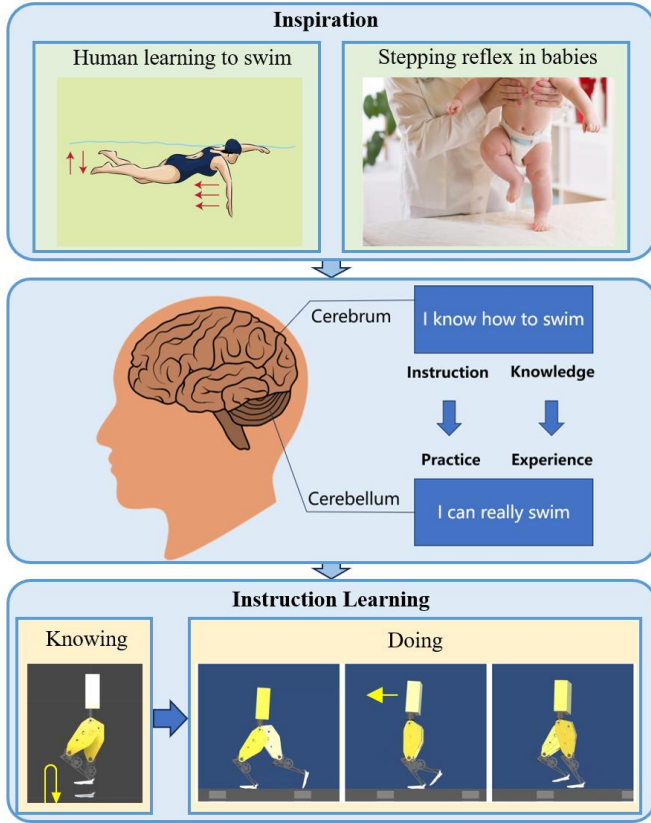 Inspiration
Human learning to swim
Stepping reflex in babies
Cerebrum
I know how to swim
Instruction
Knowledge
Practice
Experience
Cerebellum
I can really swim
Instruction Learning
Knowing
Doing